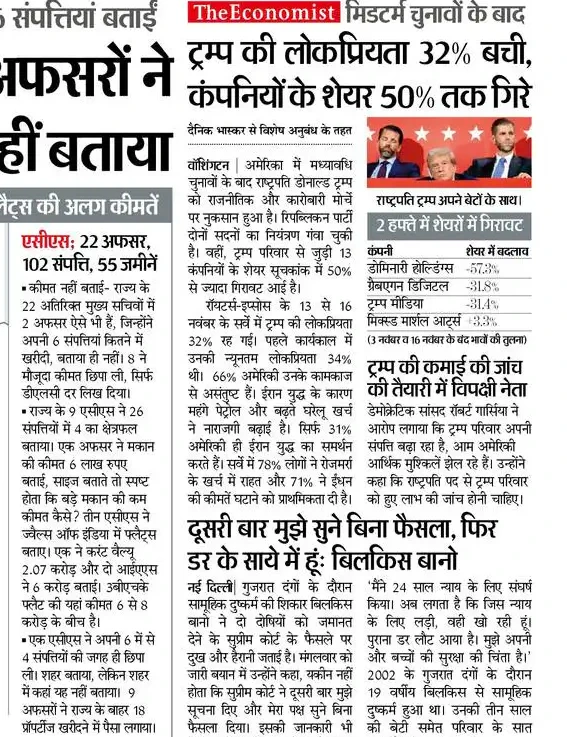 6 संपत्तियां बताईं
अफसरों ने
हीं बताया
लैट्स की अलग कीमतें
एसीएस; 22 अफसर,
102 संपत्ति, 55 जमीनें
• कीमत नहीं बताई- राज्य के
22 अतिरिक्त मुख्य सचिवों में
2 अफसर ऐसे भी हैं, जिन्होंने
अपनी 6 संपत्तियां कितने में
खरीदी, बताया ही नहीं। 8 ने
मौजूदा कीमत छिपा ली, सिर्फ
डीएलसी दर लिख दिया।
• राज्य के 9 एसीएस ने 26
संपत्तियों में 4 का क्षेत्रफल
बताया। एक अफसर ने मकान
की कीमत 6 लाख रुपए
बताई, साइज बताते तो स्पष्ट
होता कि बड़े मकान की कम
कीमत कैसे? तीन एसीएस ने
ज्वैल्स ऑफ इंडिया में फ्लैट्स
बताए। एक ने करंट वैल्यू
2.07 करोड़ और दो आईएएस
ने 6 करोड़ बताई। 3बीएचके
फ्लैट की यहां कीमत 6 से 8
करोड़ के बीच है।
• एक एसीएस ने अपनी 6 में से
4 संपत्तियों की जगह ही छिपा
ली। शहर बताया, लेकिन शहर
में कहां यह नहीं बताया। 9
अफसरों ने राज्य के बाहर 18
प्रॉपर्टीज खरीदने में पैसा लगाया।
The Economist मिडटर्म चुनावों के बाद
ट्रम्प की लोकप्रियता 32% बची,
कंपनियों के शेयर 50% तक गिरे
दैनिक भास्कर से विशेष अनुबंध के तहत
वॉशिंगटन | अमेरिका में मध्यावधि
चुनावों के बाद राष्ट्रपति डोनाल्ड ट्रम्प
को राजनीतिक और कारोबारी मोर्चे
पर नुकसान हुआ है। रिपब्लिकन पार्टी
दोनों सदनों का नियंत्रण गंवा चुकी
है। वहीं, ट्रम्प परिवार से जुड़ी 13
कंपनियों के शेयर सूचकांक में 50%
से ज्यादा गिरावट आई है।
रॉयटर्स-इप्सोस के 13 से 16
नवंबर के सर्वे में ट्रम्प की लोकप्रियता
32% रह गई। पहले कार्यकाल में
उनकी न्यूनतम लोकप्रियता 34%
थी। 66% अमेरिकी उनके कामकाज
से असंतुष्ट हैं। ईरान युद्ध के कारण
महंगे पेट्रोल और बढ़ते घरेलू खर्च
ने नाराजगी बढ़ाई है। सिर्फ 31%
अमेरिकी ही ईरान युद्ध का समर्थन
करते हैं। सर्वे में 78% लोगों ने रोजमर्रा
के खर्च में राहत और 71% ने ईंधन
की कीमतें घटाने को प्राथमिकता दी है।
राष्ट्रपति ट्रम्प अपने बेटों के साथ।
2 हफ्ते में शेयरों में गिरावट
कंपनी शेयर में बदलाव
डोमिनारी होल्डिंग्स -57.3%
ग्रैबएगन डिजिटल -31.8%
ट्रम्प मीडिया -31.4%
मिक्स्ड मार्शल आर्ट्स +3.3%
(3 नवंबर व 16 नवंबर के बंद भावों की तुलना)
ट्रम्प की कमाई की जांच
की तैयारी में विपक्षी नेता
डेमोक्रेटिक सांसद रॉबर्ट गार्सिया ने
आरोप लगाया कि ट्रम्प परिवार अपनी
संपत्ति बढ़ा रहा है, आम अमेरिकी
आर्थिक मुश्किलें झेल रहे हैं। उन्होंने
कहा कि राष्ट्रपति पद से ट्रम्प परिवार
को हुए लाभ की जांच होनी चाहिए।
दूसरी बार मुझे सुने बिना फैसला, फिर
डर के साये में हूं: बिलकिस बानो
नई दिल्ली| गुजरात दंगों के दौरान
सामूहिक दुष्कर्म की शिकार बिलकिस
बानो ने दो दोषियों को जमानत
देने के सुप्रीम कोर्ट के फैसले पर
दुख और हैरानी जताई है। मंगलवार को
जारी बयान में उन्होंने कहा, यकीन नहीं
होता कि सुप्रीम कोर्ट ने दूसरी बार मुझे
सूचना दिए और मेरा पक्ष सुने बिना
फैसला दिया। इसकी जानकारी भी
'मैंने 24 साल न्याय के लिए संघर्ष
किया। अब लगता है कि जिस न्याय
के लिए लड़ी, वही खो रही हूं।
पुराना डर लौट आया है। मुझे अपनी
और बच्चों की सुरक्षा की चिंता है।'
2002 के गुजरात दंगों के दौरान
19 वर्षीय बिलकिस से सामूहिक
दुष्कर्म हुआ था। उनकी तीन साल
की बेटी समेत परिवार के सात